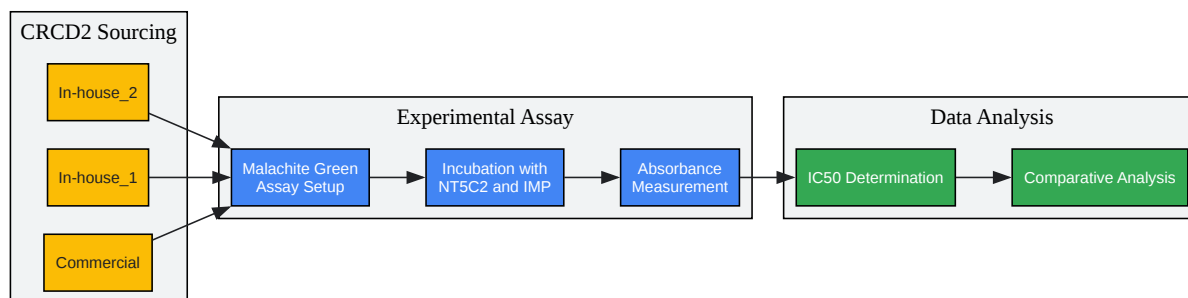 CRCD2 Sourcing
In-house_2
In-house_1
Commercial
Experimental Assay
Malachite Green
Assay Setup
Incubation with
NT5C2 and IMP
Absorbance
Measurement
Data Analysis
IC50 Determination
Comparative Analysis